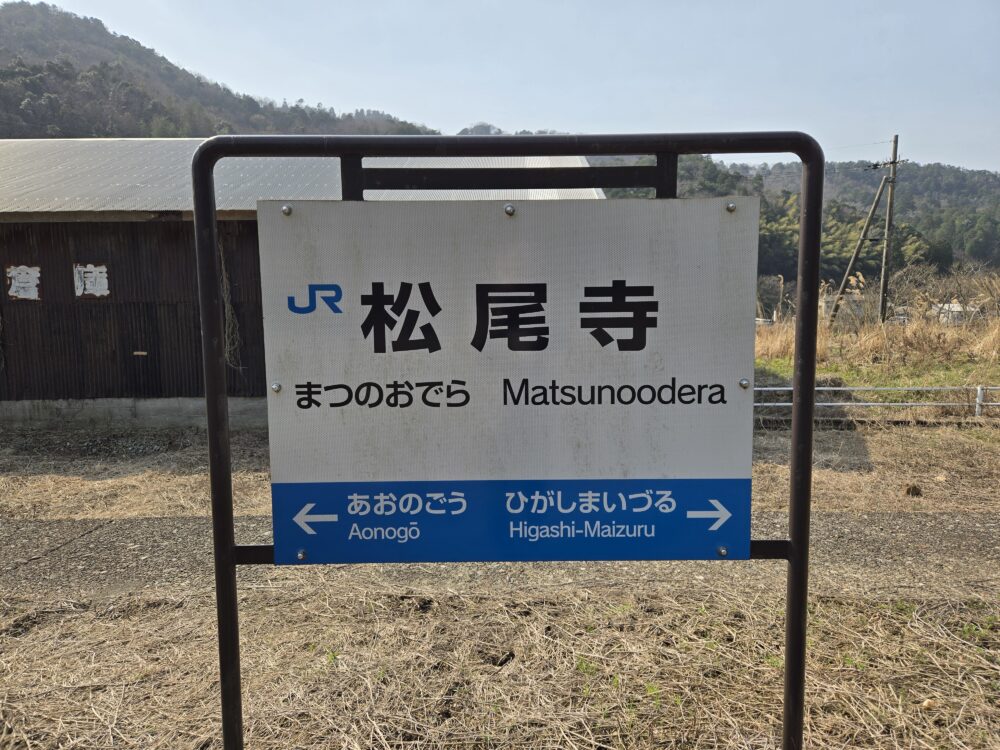 JR 松尾寺
まつのおでら Matsunoodera
← あおのごう ひがしまいづる →
Aonogō Higashi-Maizuru